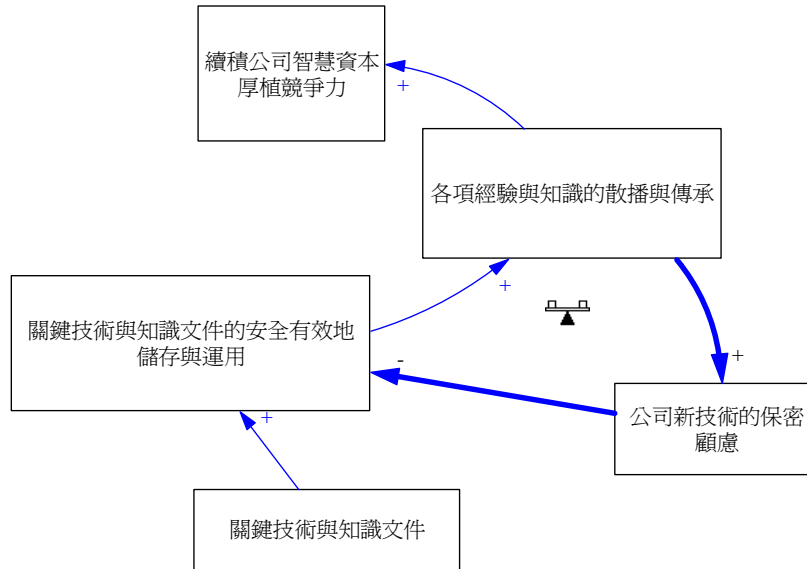 續積公司智慧資本
厚植競爭力
+
各項經驗與知識的散播與傳承
+
關鍵技術與知識文件的安全有效地
儲存與運用
-
+
公司新技術的保密
顧慮
+
關鍵技術與知識文件